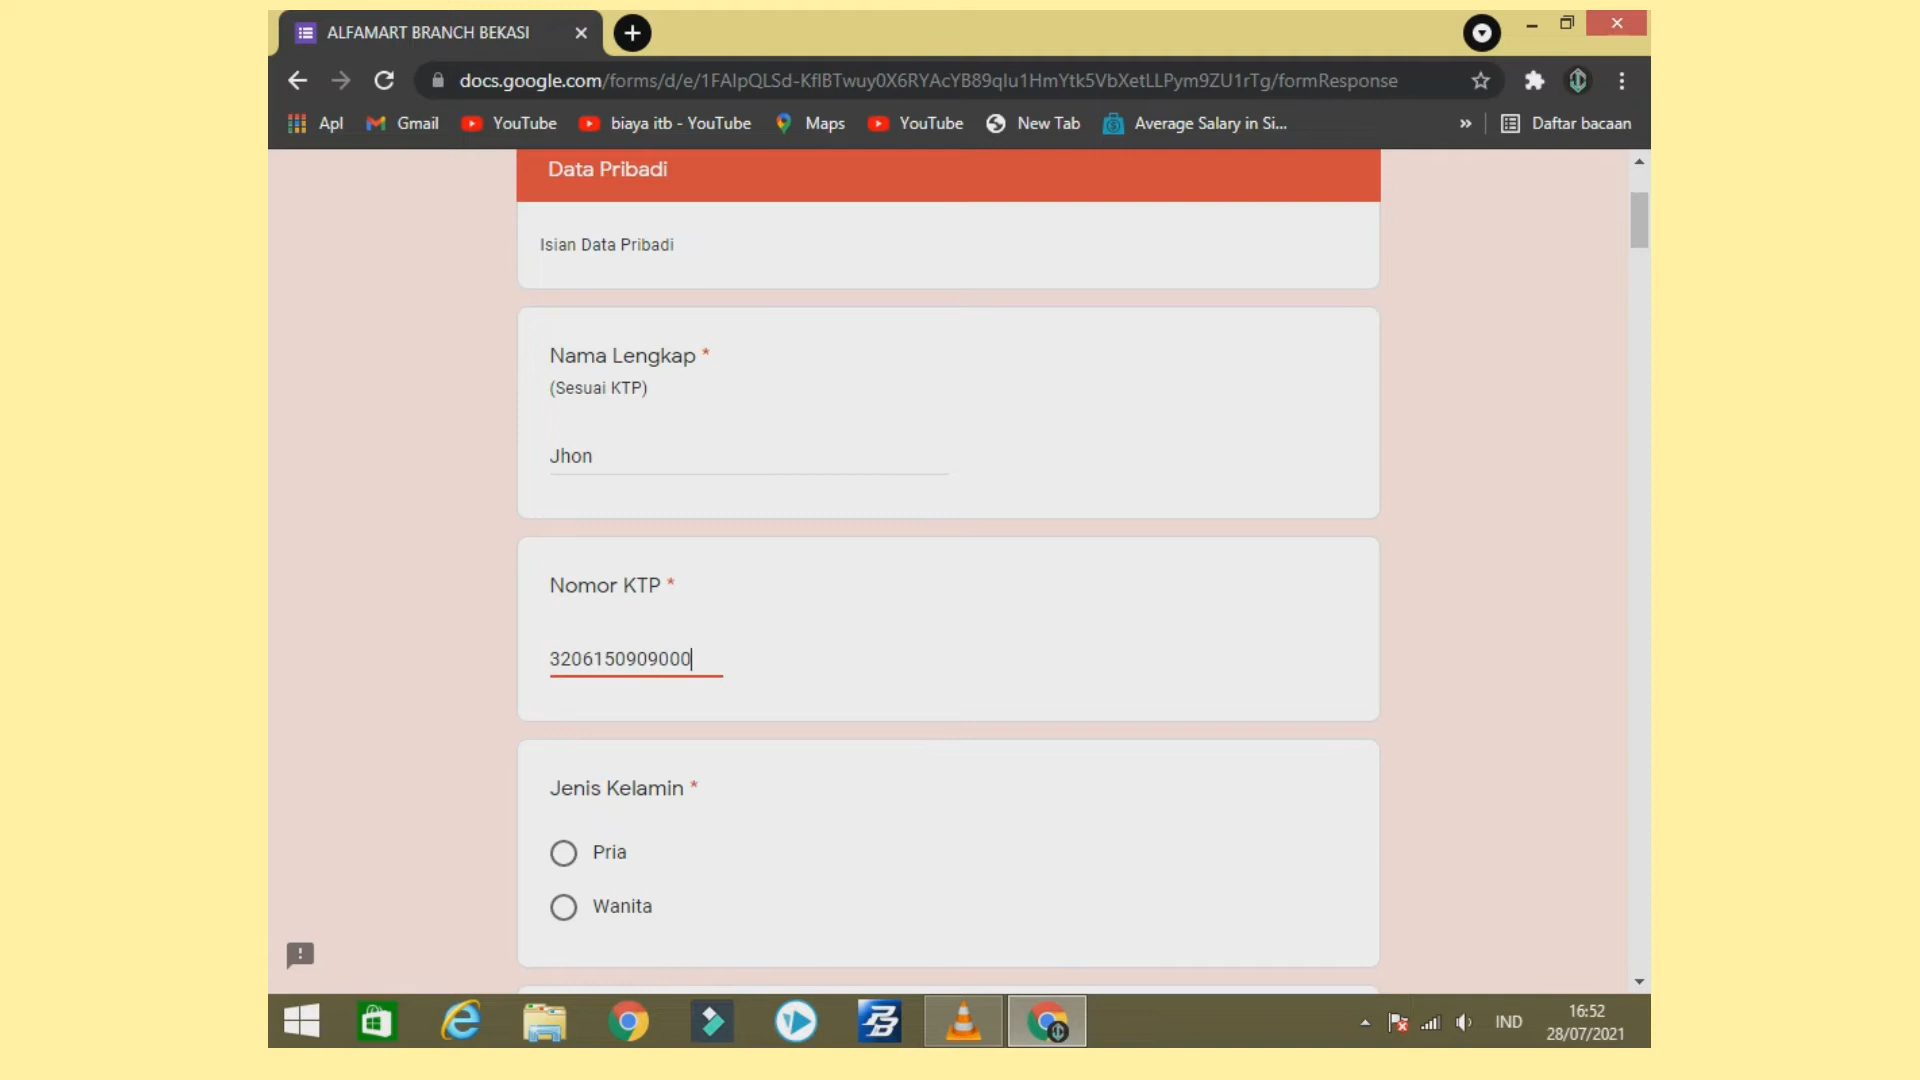 ALFAMART BRANCH BEKASI
docs.google.com/forms/d/e/1FAIpQLSd-KflBTwuy0X6RYAcYB89qIu1HmYtk5VbXetLLPym9ZU1rTg/formResponse
Apl Gmail YouTube biaya itb - YouTube Maps YouTube New Tab Average Salary in Si... » Daftar bacaan
Data Pribadi
Isian Data Pribadi
Nama Lengkap *
(Sesuai KTP)
Jhon
Nomor KTP *
3206150909000
Jenis Kelamin *
Pria
Wanita
IND
16:52
28/07/2021